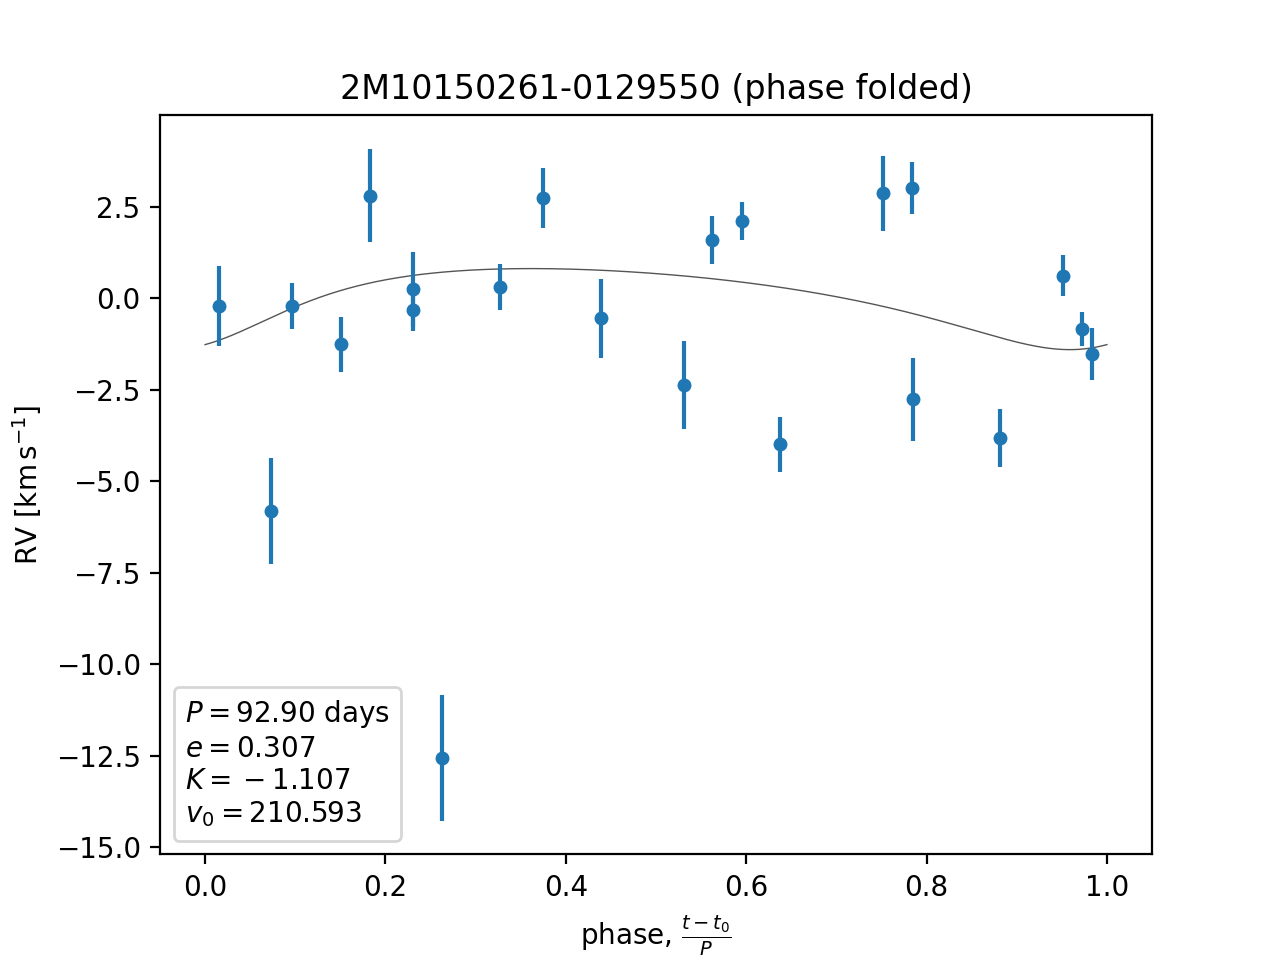 2M10150261-0129550 (phase folded)
RV [km s⁻¹]
2.5
0.0
−2.5
−5.0
−7.5
−10.0
−12.5
−15.0
P = 92.90 days
e = 0.307
K = −1.107
v₀ = 210.593
0.0 0.2 0.4 0.6 0.8 1.0
phase, (t − t₀)/P